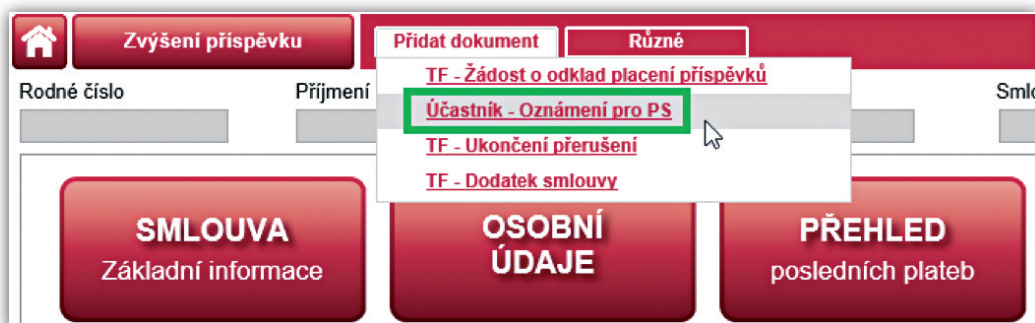 Zvýšení příspěvku
Přidat dokument
Různé
TF - Žádost o odklad placení příspěvků
Účastník - Oznámení pro PS
TF - Ukončení přerušení
TF - Dodatek smlouvy
Rodné číslo
Příjmení
SMLOUVA
Základní informace
OSOBNÍ
ÚDAJE
PŘEHLED
posledních plateb